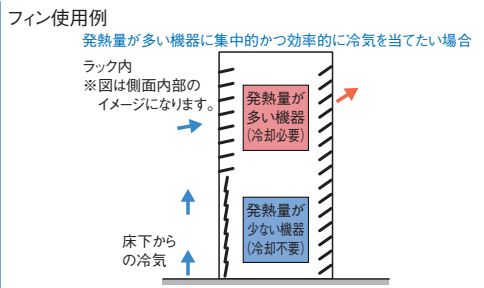 フィン使用例
発熱量が多い機器に集中的かつ効率的に冷気を当てたい場合
ラック内
※図は側面内部の
イメージになります。
発熱量が
多い機器
(冷却必要)
発熱量が
少ない機器
(冷却不要)
床下から
の冷気